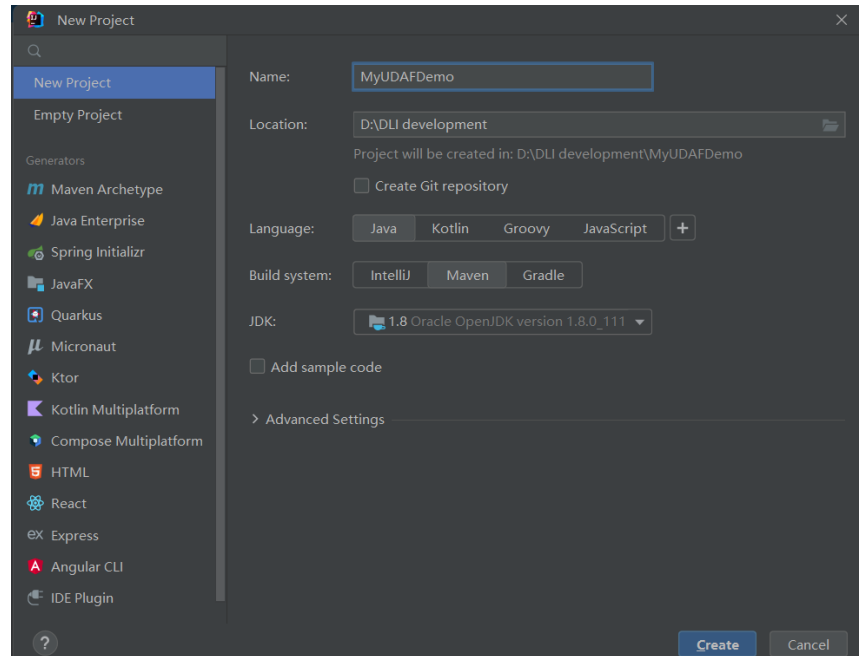 New Project
New Project
Empty Project
Generators
Maven Archetype
Java Enterprise
Spring Initializr
JavaFX
Quarkus
Micronaut
Ktor
Kotlin Multiplatform
Compose Multiplatform
HTML
React
Express
Angular CLI
IDE Plugin
?
Name: MyUDAFDemo
Location: D:\DLI development
Project will be created in: D:\DLI development\MyUDAFDemo
Create Git repository
Language: Java Kotlin Groovy JavaScript +
Build system: IntelliJ Maven Gradle
JDK: 1.8 Oracle OpenJDK version 1.8.0_111
Add sample code
Advanced Settings
Create Cancel